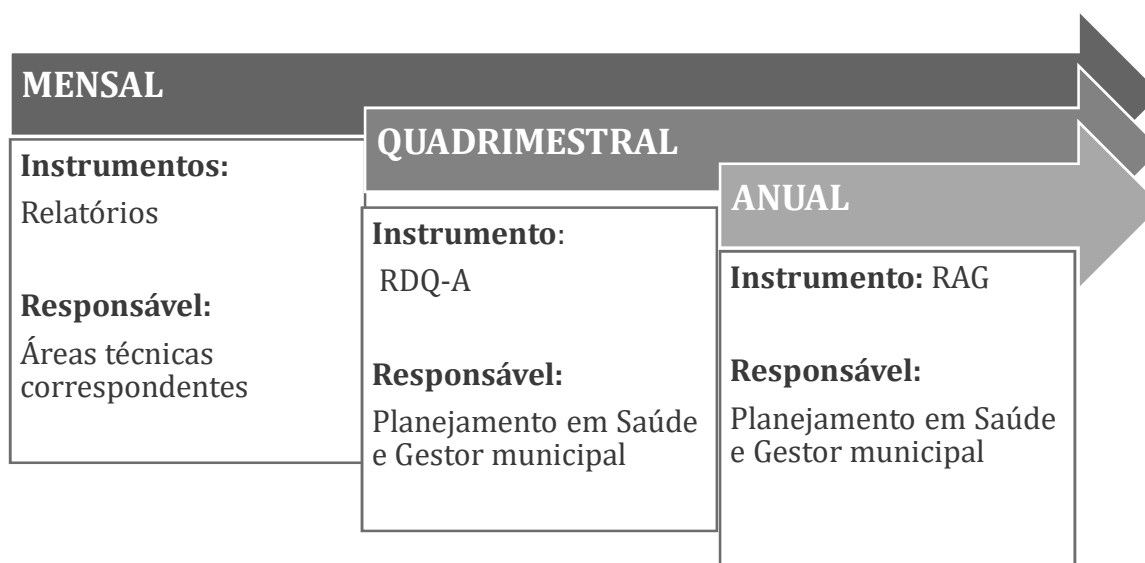 MENSAL
Instrumentos:
Relatórios
Responsável:
Áreas técnicas
correspondentes
QUADRIMESTRAL
Instrumento:
RDQ-A
Responsável:
Planejamento em Saúde
e Gestor municipal
ANUAL
Instrumento: RAG
Responsável:
Planejamento em Saúde
e Gestor municipal